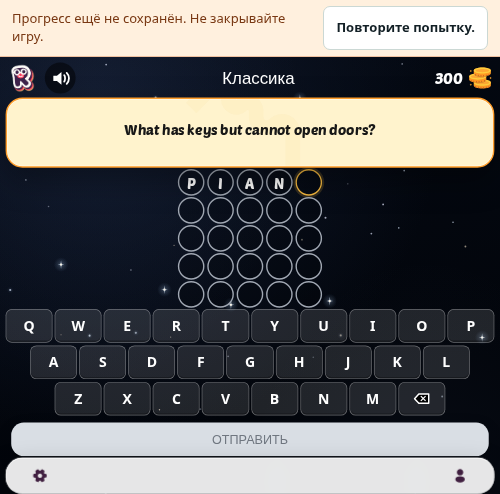 Прогресс ещё не сохранён. Не закрывайте
игру.
Повторите попытку.
Классика
300
What has keys but cannot open doors?
P I A N
Q W E R T Y U I O P
A S D F G H J K L
Z X C V B N M
ОТПРАВИТЬ